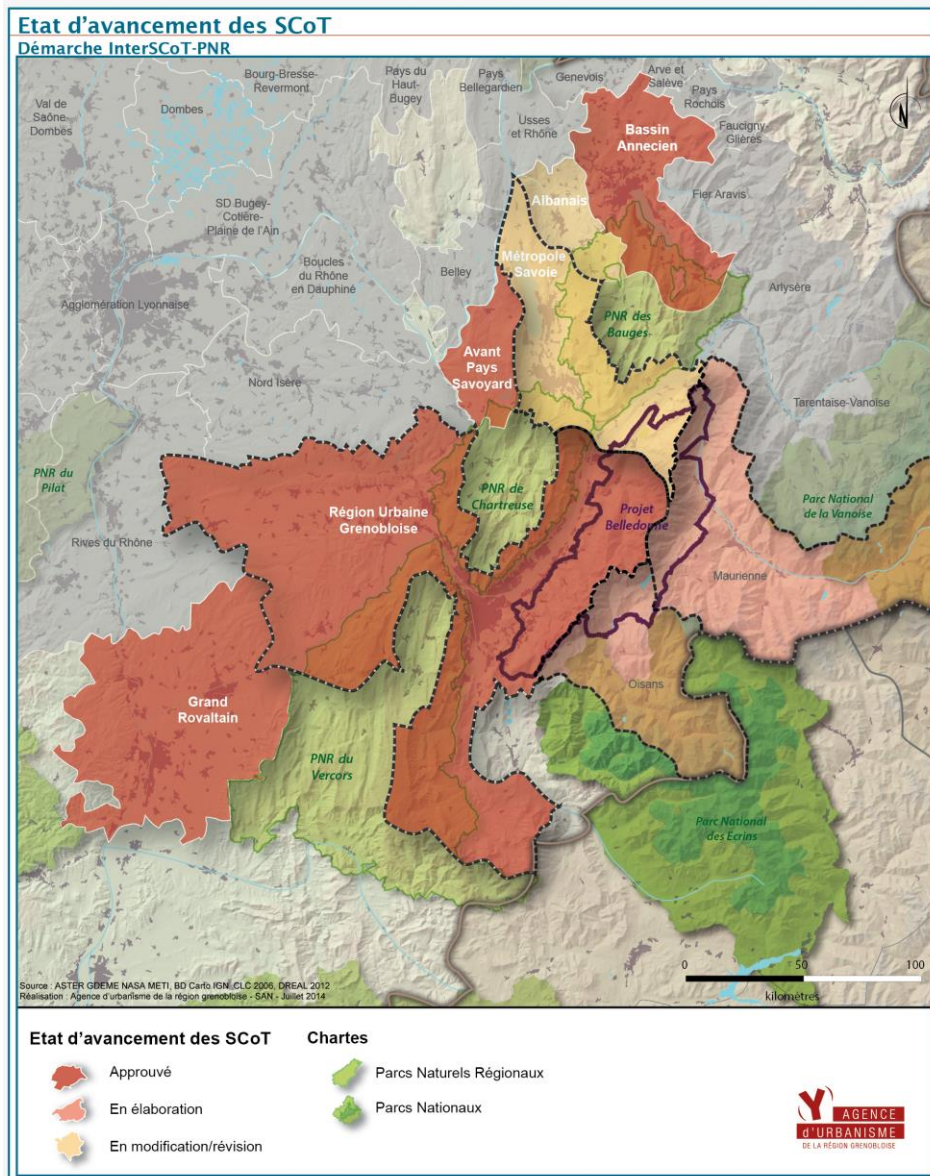 Etat d'avancement des SCoT
Démarche InterSCoT-PNR
Val de
Saône-
Dombes
Dombes
Bourg-Bresse-
Revermont
Pays du
Haut-
Bugey
Pays
Bellegardien
Genevois
Arve et
Salève
Pays
Rochois
Faucigny-
Glières
Usses
et Rhône
Bassin
Annecien
Fier Aravis
Albanais
SD Bugey-
Cotière-
Plaine de l'Ain
Boucles
du Rhône
en Dauphiné
Belley
Métropole
Savoie
Agglomération Lyonnaise
Arlysère
PNR des
Bauges
Avant
Pays
Savoyard
Nord Isère
Tarentaise-Vanoise
PNR du
Pilat
PNR de
Chartreuse
Parc National
de la Vanoise
Région Urbaine
Grenobloise
Projet
Belledonne
Rives du Rhône
Maurienne
Oisans
Grand
Rovaltain
PNR du
Vercors
Parc National
des Ecrins
0 50 100
kilomètres
Source : ASTER GDEME NASA METI, BD Carto IGN, CLC 2006, DREAL 2012
Réalisation : Agence d'urbanisme de la région grenobloise - SAN - Juillet 2014
Etat d'avancement des SCoT
Approuvé
En élaboration
En modification/révision
Chartes
Parcs Naturels Régionaux
Parcs Nationaux
AGENCE
d'URBANISME
DE LA RÉGION GRENOBLOISE